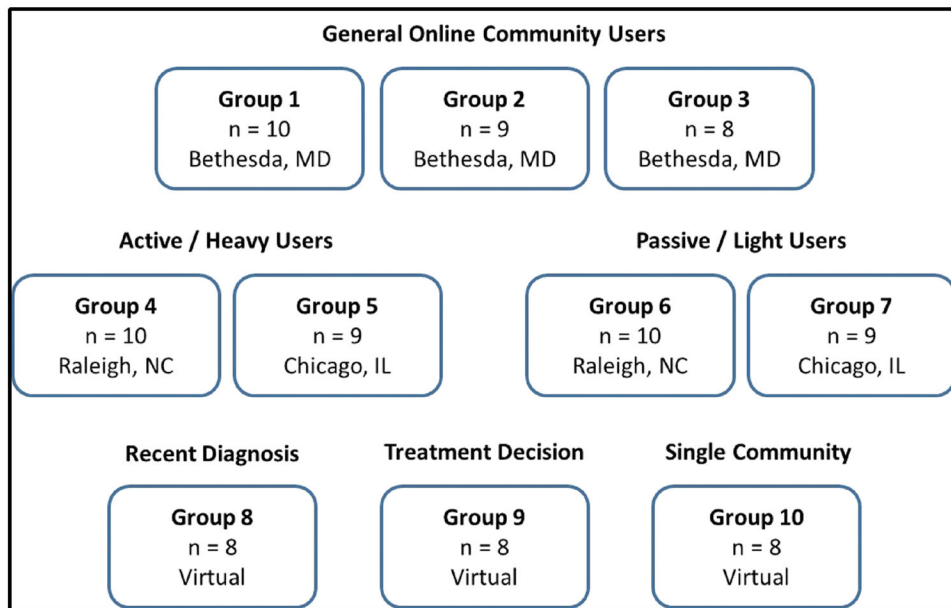 General Online Community Users
Group 1
n = 10
Bethesda, MD
Group 2
n = 9
Bethesda, MD
Group 3
n = 8
Bethesda, MD
Active / Heavy Users
Group 4
n = 10
Raleigh, NC
Group 5
n = 9
Chicago, IL
Passive / Light Users
Group 6
n = 10
Raleigh, NC
Group 7
n = 9
Chicago, IL
Recent Diagnosis
Group 8
n = 8
Virtual
Treatment Decision
Group 9
n = 8
Virtual
Single Community
Group 10
n = 8
Virtual